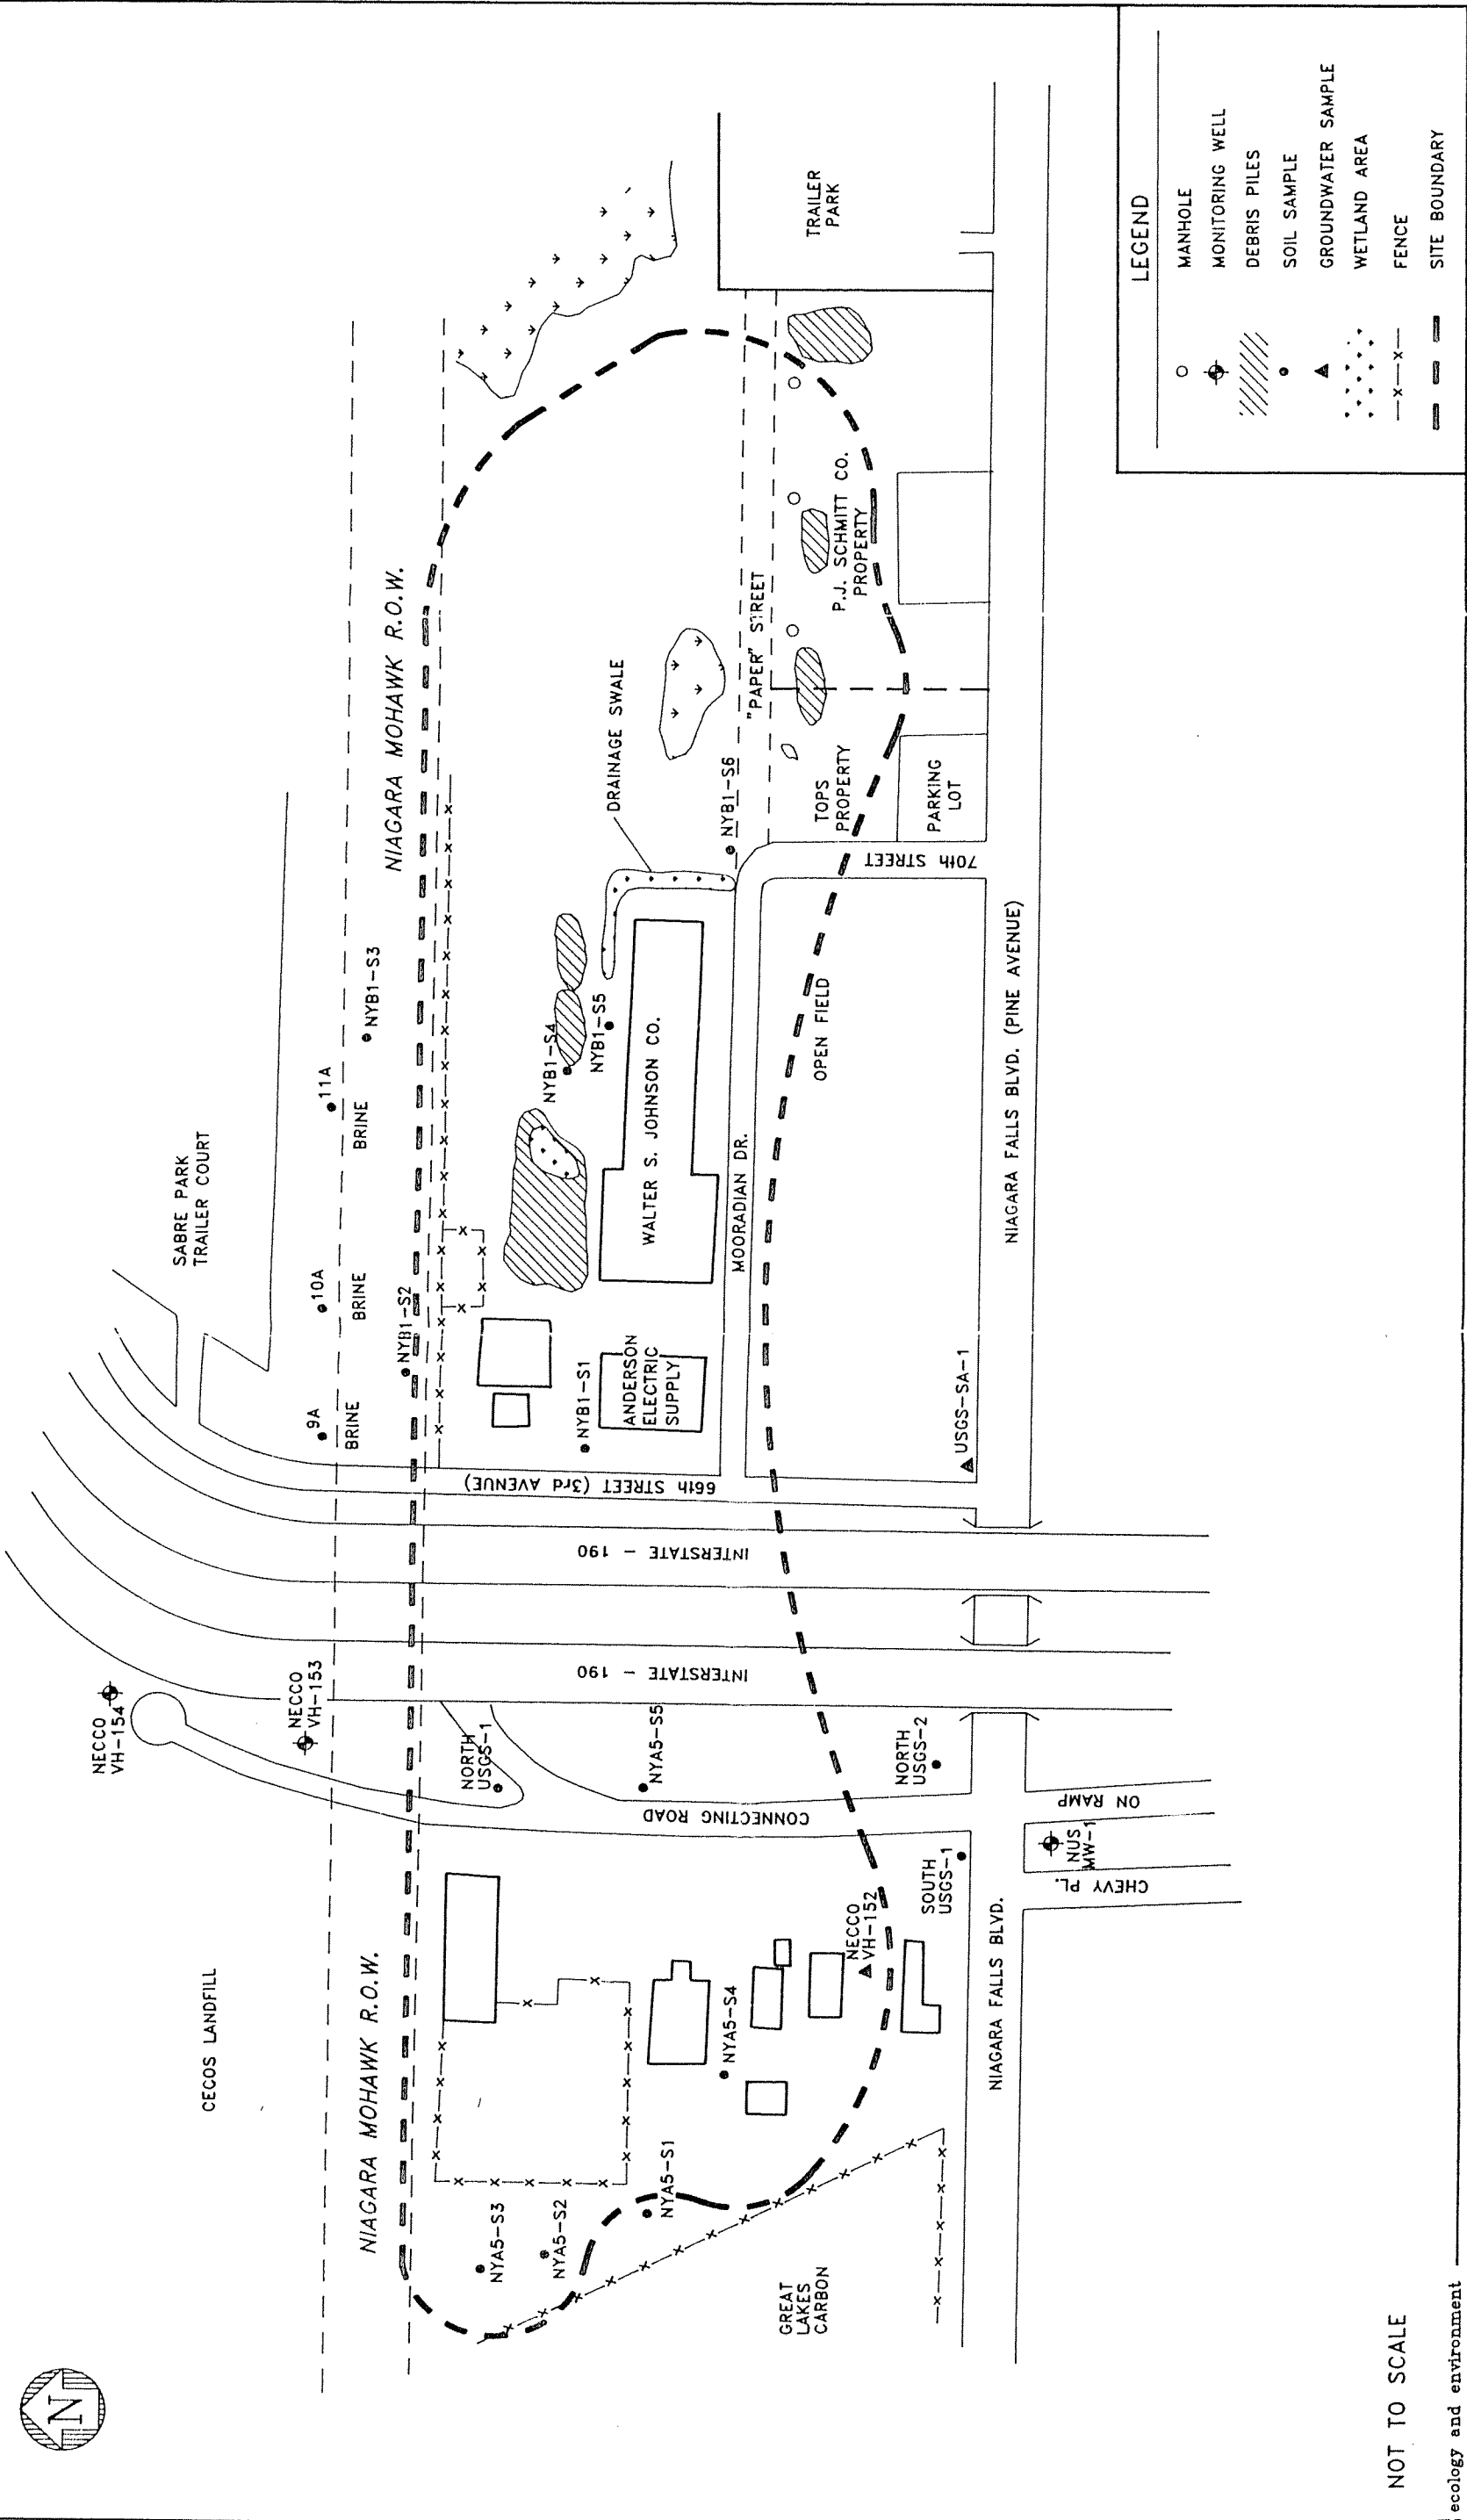 N
CECOS LANDFILL
NECCO
VH-154
NECCO
VH-153
SABRE PARK
TRAILER COURT
9A
BRINE
10A
BRINE
11A
BRINE
NIAGARA MOHAWK R.O.W.
NIAGARA MOHAWK R.O.W.
NYB1-S2
NYB1-S3
NYA5-S3
NYA5-S2
NYA5-S1
NORTH
USGS-1
NYA5-S5
CONNECTING ROAD
INTERSTATE - 190
INTERSTATE - 190
66th STREET (3rd AVENUE)
NYB1-S1
ANDERSON
ELECTRIC
SUPPLY
NYB1-S4
NYB1-S5
WALTER S. JOHNSON CO.
DRAINAGE SWALE
NYB1-S6
"PAPER" STREET
TRAILER
PARK
MOORADIAN DR.
NYA5-S4
GREAT
LAKES
CARBON
NECCO
VH-152
SOUTH
USGS-1
NORTH
USGS-2
OPEN FIELD
70th STREET
TOPS
PROPERTY
P.J. SCHMITT CO.
PROPERTY
PARKING
LOT
USGS-SA-1
NIAGARA FALLS BLVD.
NIAGARA FALLS BLVD. (PINE AVENUE)
CHEVY PL.
NUS
MW-1
ON RAMP
LEGEND
MANHOLE
MONITORING WELL
DEBRIS PILES
SOIL SAMPLE
GROUNDWATER SAMPLE
WETLAND AREA
FENCE
SITE BOUNDARY
NOT TO SCALE
ecology and environment